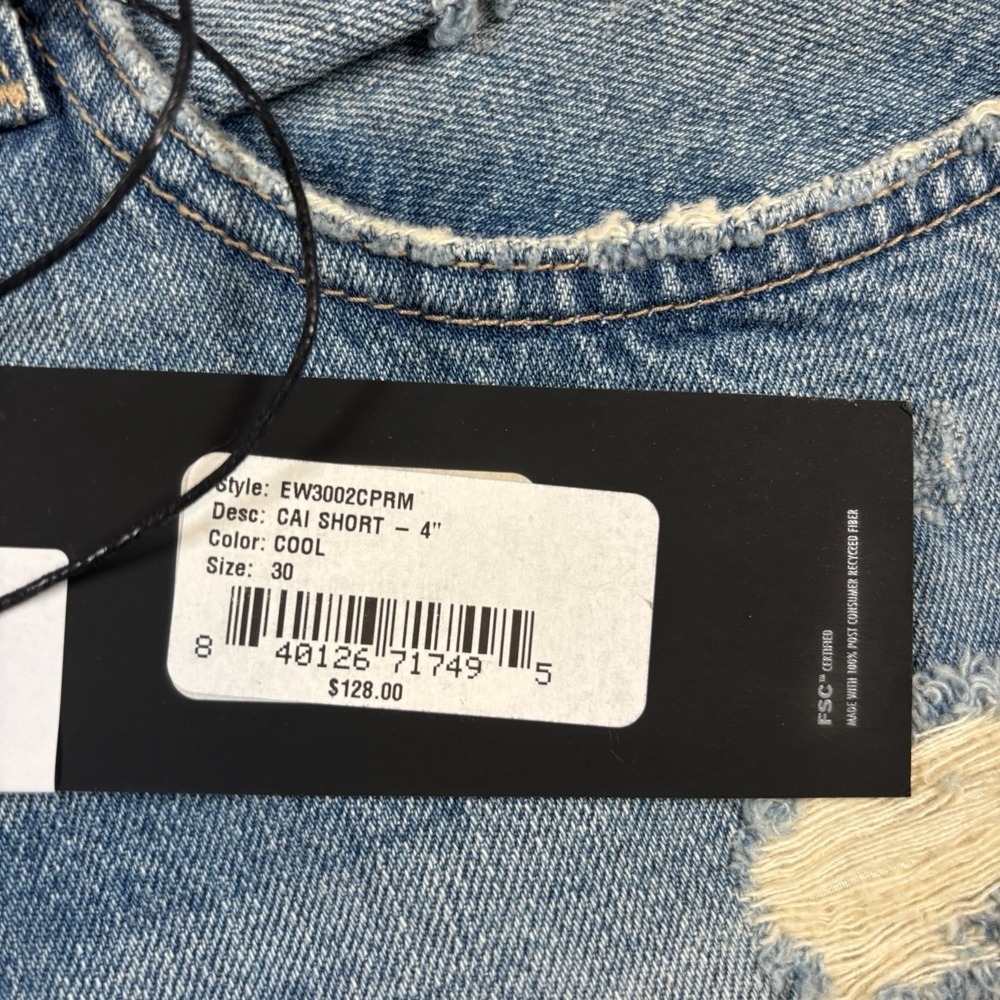 Style: EW3002CPRM
Desc: CAI SHORT - 4"
Color: COOL
Size: 30
8 40126 71749 5
$128.00
FSC™ CERTIFIED
MADE WITH 100% POST CONSUMER RECYCLED FIBER